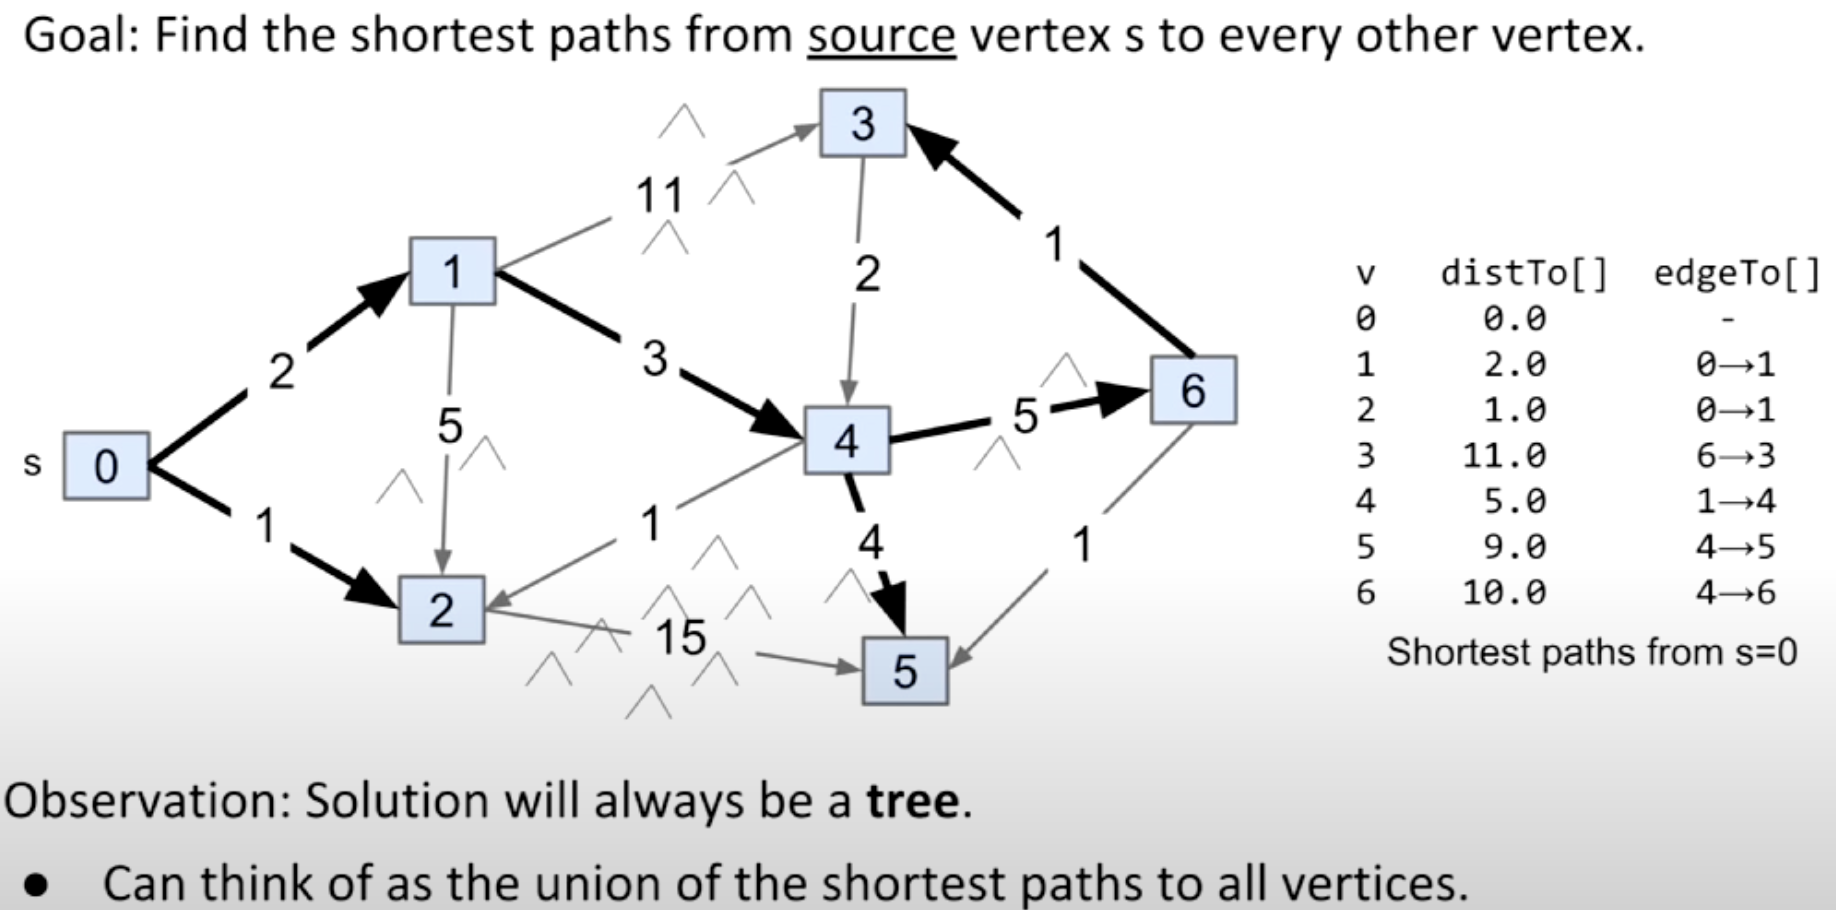 Goal: Find the shortest paths from source vertex s to every other vertex.
3
11
1
1
2
v distTo[] edgeTo[]
0 0.0 -
1 2.0 0→1
2 1.0 0→1
3 11.0 6→3
4 5.0 1→4
5 9.0 4→5
6 10.0 4→6
Shortest paths from s=0
2
3
5
6
5
4
s 0
1
1
4
1
2
15
5
Observation: Solution will always be a tree.
● Can think of as the union of the shortest paths to all vertices.